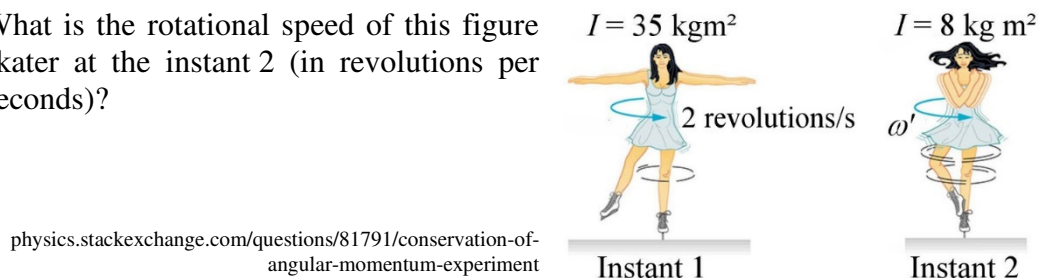 What is the rotational speed of this figure
skater at the instant 2 (in revolutions per
seconds)?
I = 35 kgm²
2 revolutions/s
Instant 1
I = 8 kg m²
ω'
Instant 2
physics.stackexchange.com/questions/81791/conservation-of-
angular-momentum-experiment